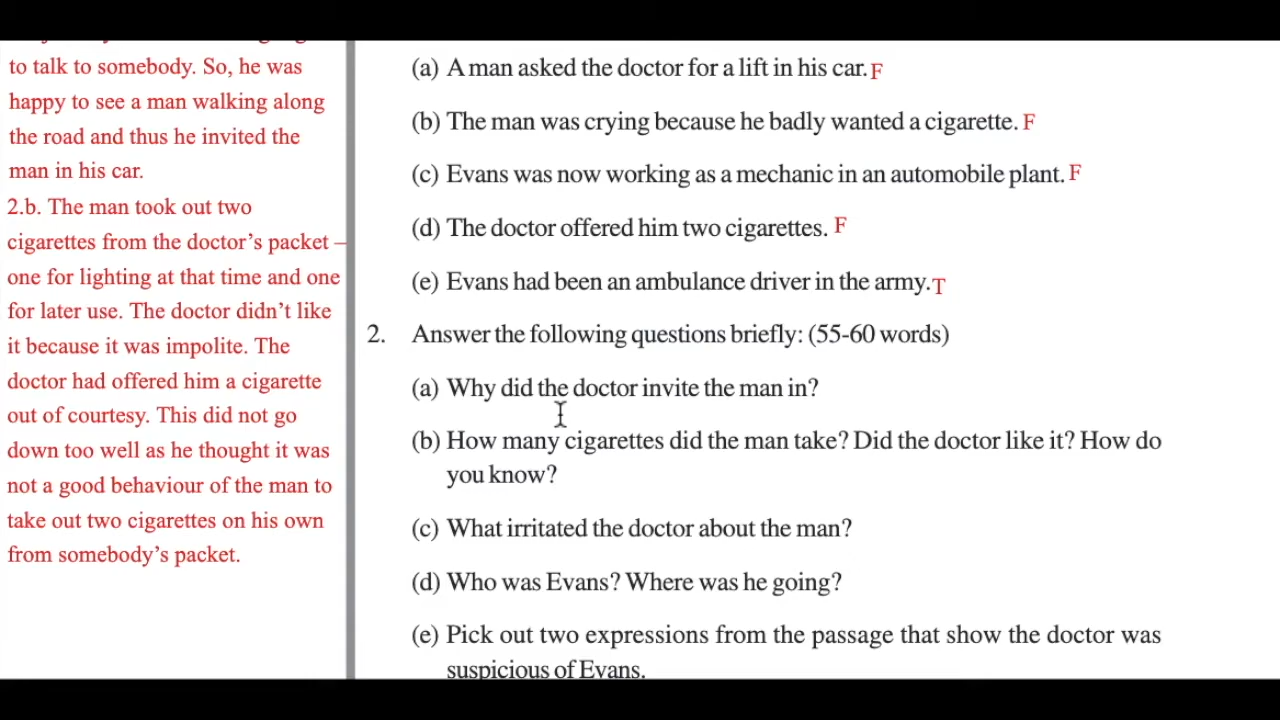 to talk to somebody. So, he was
happy to see a man walking along
the road and thus he invited the
man in his car.
2.b. The man took out two
cigarettes from the doctor's packet –
one for lighting at that time and one
for later use. The doctor didn't like
it because it was impolite. The
doctor had offered him a cigarette
out of courtesy. This did not go
down too well as he thought it was
not a good behaviour of the man to
take out two cigarettes on his own
from somebody's packet.
(a) A man asked the doctor for a lift in his car. F
(b) The man was crying because he badly wanted a cigarette. F
(c) Evans was now working as a mechanic in an automobile plant. F
(d) The doctor offered him two cigarettes. F
(e) Evans had been an ambulance driver in the army. T
2. Answer the following questions briefly: (55-60 words)
(a) Why did the doctor invite the man in?
(b) How many cigarettes did the man take? Did the doctor like it? How do
you know?
(c) What irritated the doctor about the man?
(d) Who was Evans? Where was he going?
(e) Pick out two expressions from the passage that show the doctor was
suspicious of Evans.